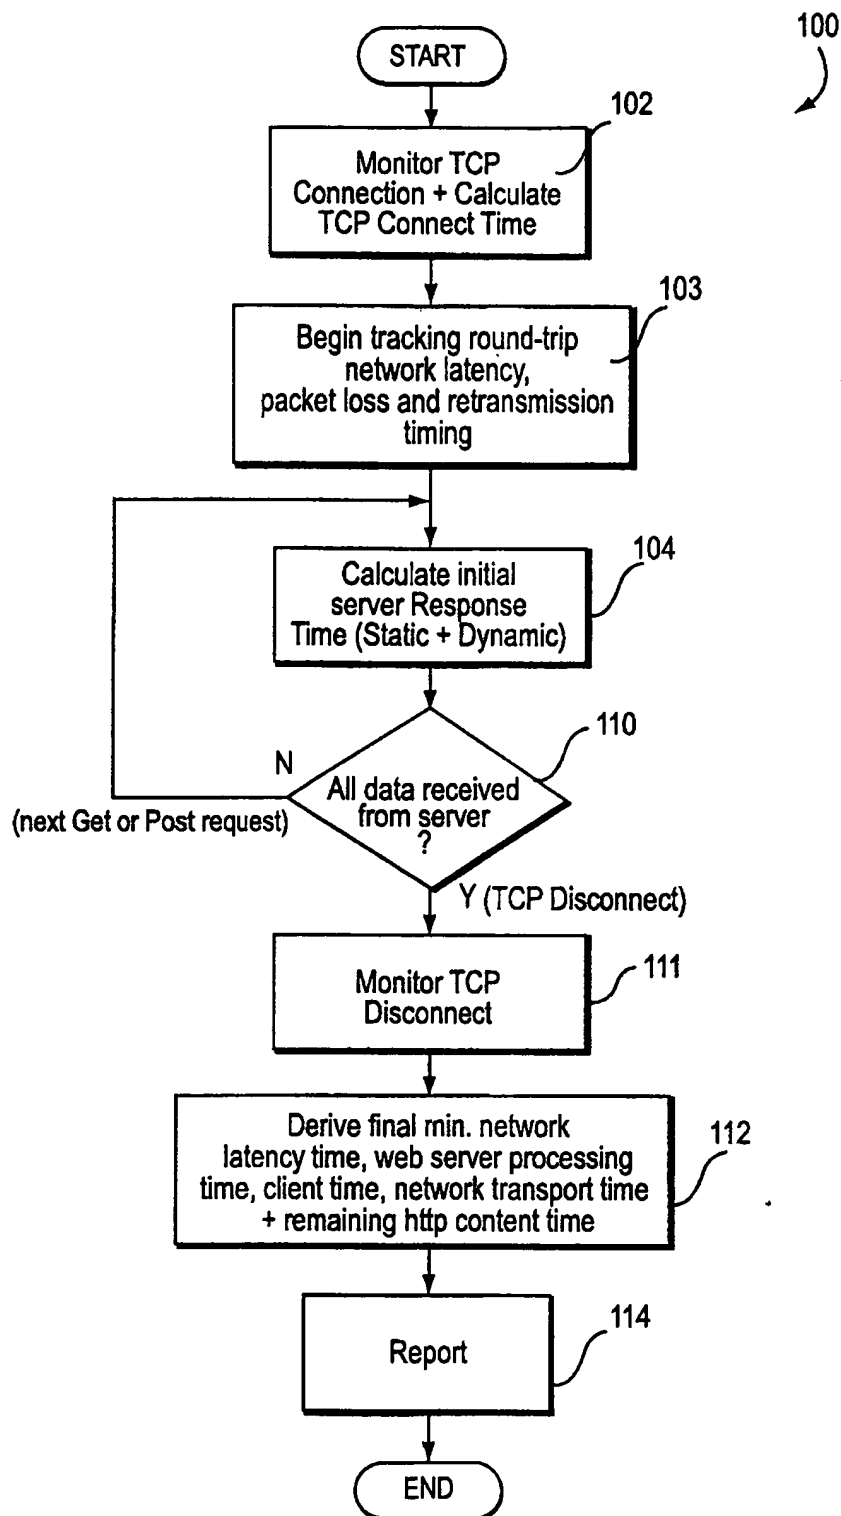 100
START
102
Monitor TCP
Connection + Calculate
TCP Connect Time
103
Begin tracking round-trip
network latency,
packet loss and retransmission
timing
104
Calculate initial
server Response
Time (Static + Dynamic)
110
N
All data received
from server
?
(next Get or Post request)
Y (TCP Disconnect)
111
Monitor TCP
Disconnect
112
Derive final min. network
latency time, web server processing
time, client time, network transport time
+ remaining http content time
114
Report
END